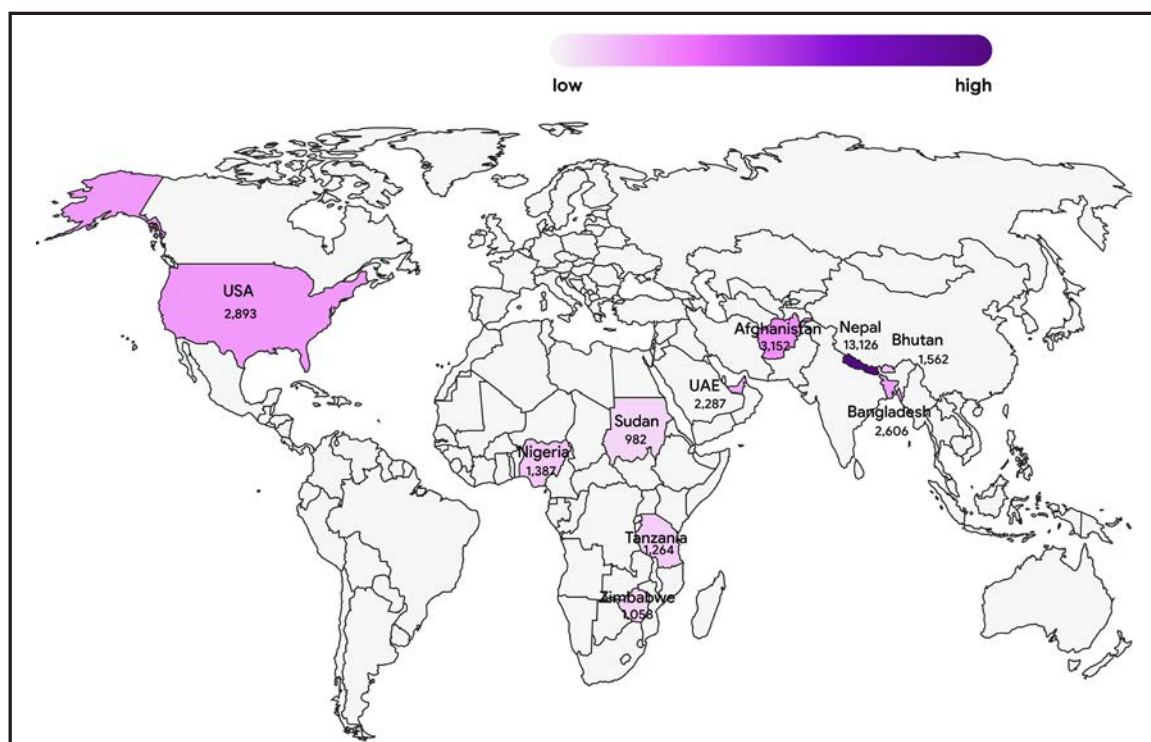 low high
USA
2,893
Afghanistan
3,152
Nepal
13,126
Bhutan
1,562
UAE
2,287
Bangladesh
2,606
Sudan
982
Nigeria
1,387
Tanzania
1,264
Zimbabwe
1,058